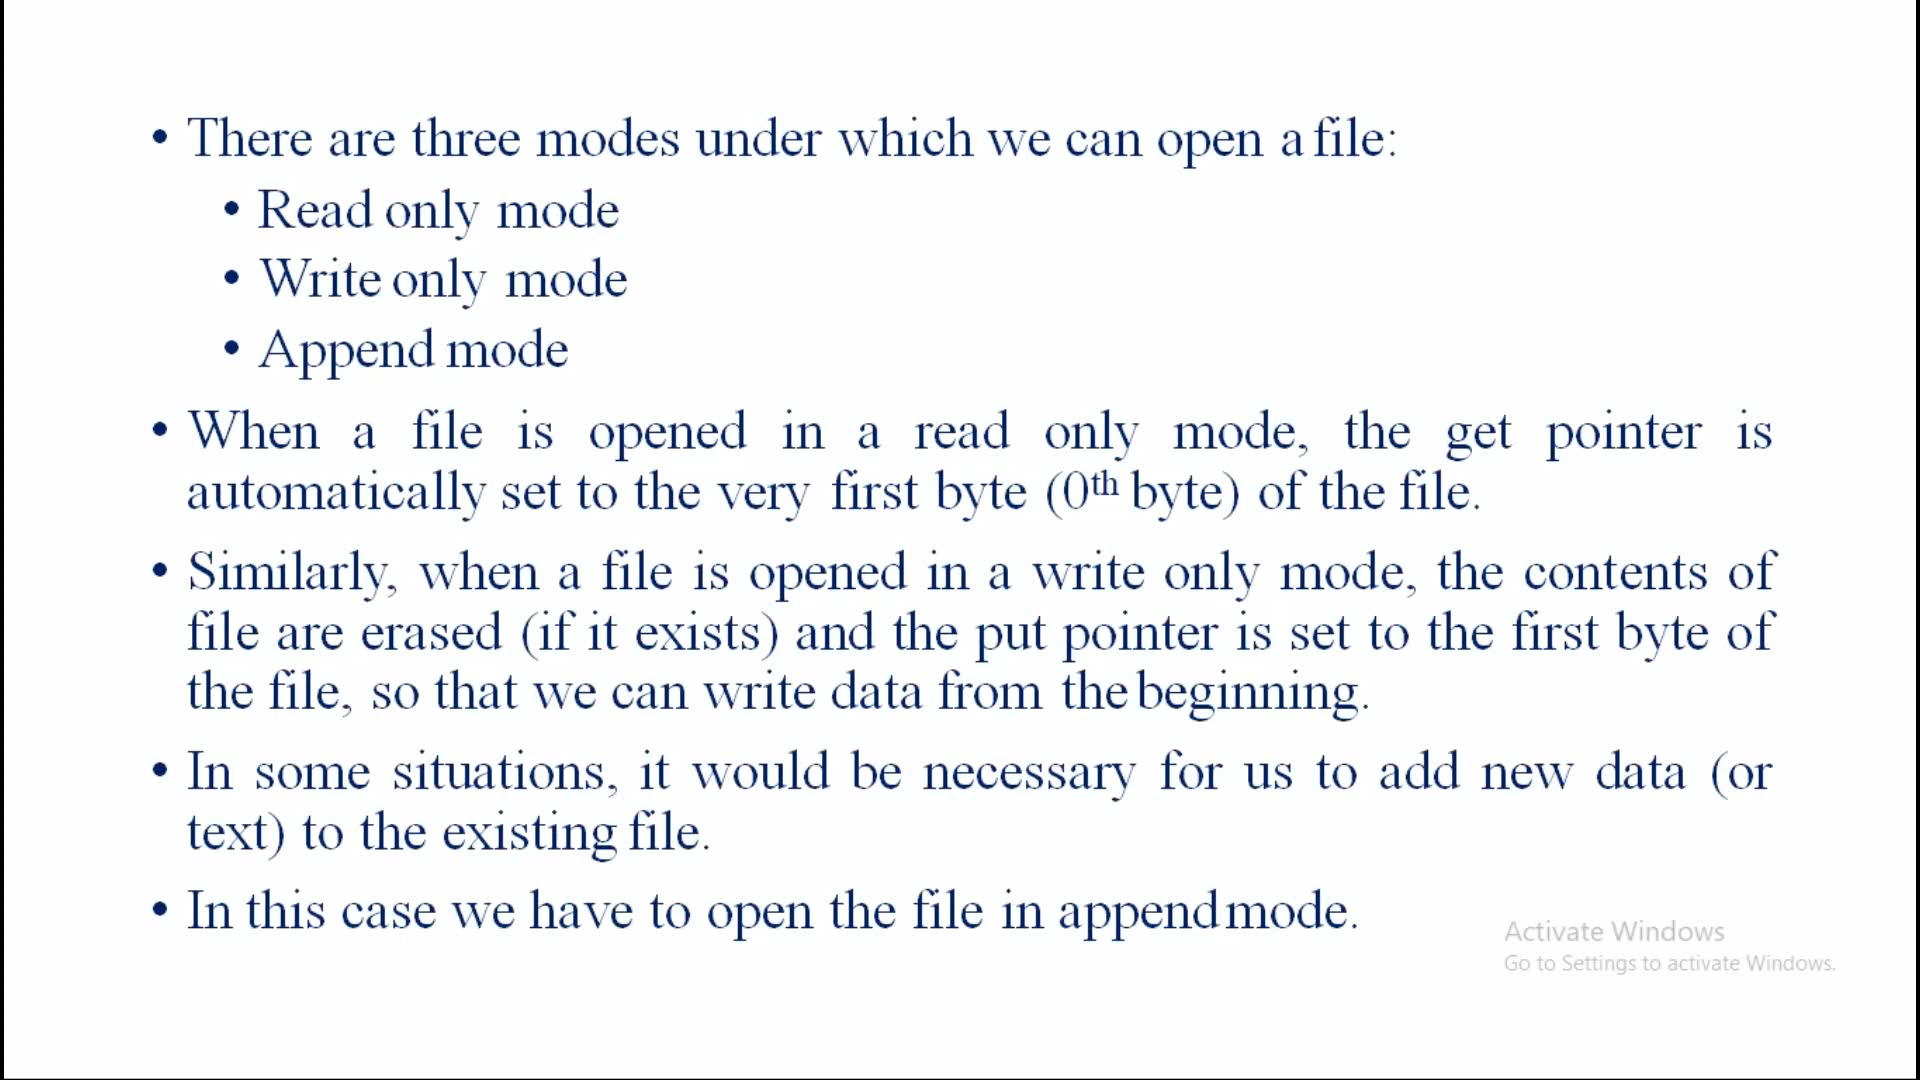 • There are three modes under which we can open a file:
• Read only mode
• Write only mode
• Append mode
• When a file is opened in a read only mode, the get pointer is
automatically set to the very first byte (0th byte) of the file.
• Similarly, when a file is opened in a write only mode, the contents of
file are erased (if it exists) and the put pointer is set to the first byte of
the file, so that we can write data from the beginning.
• In some situations, it would be necessary for us to add new data (or
text) to the existing file.
• In this case we have to open the file in append mode.
Activate Windows
Go to Settings to activate Windows.